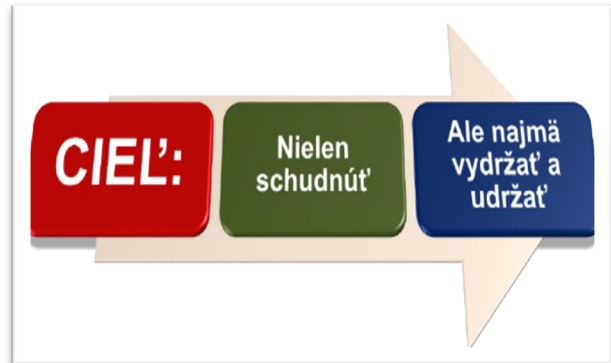 CIEĽ:
Nielen
schudnúť
Ale najmä
vydržať a
udržať